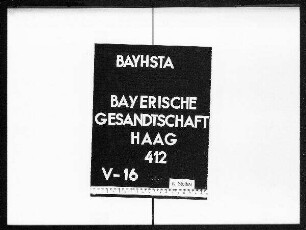 BAYHSTA
BAYERISCHE
GESANDTSCHAFT
HAAG
412
V-16